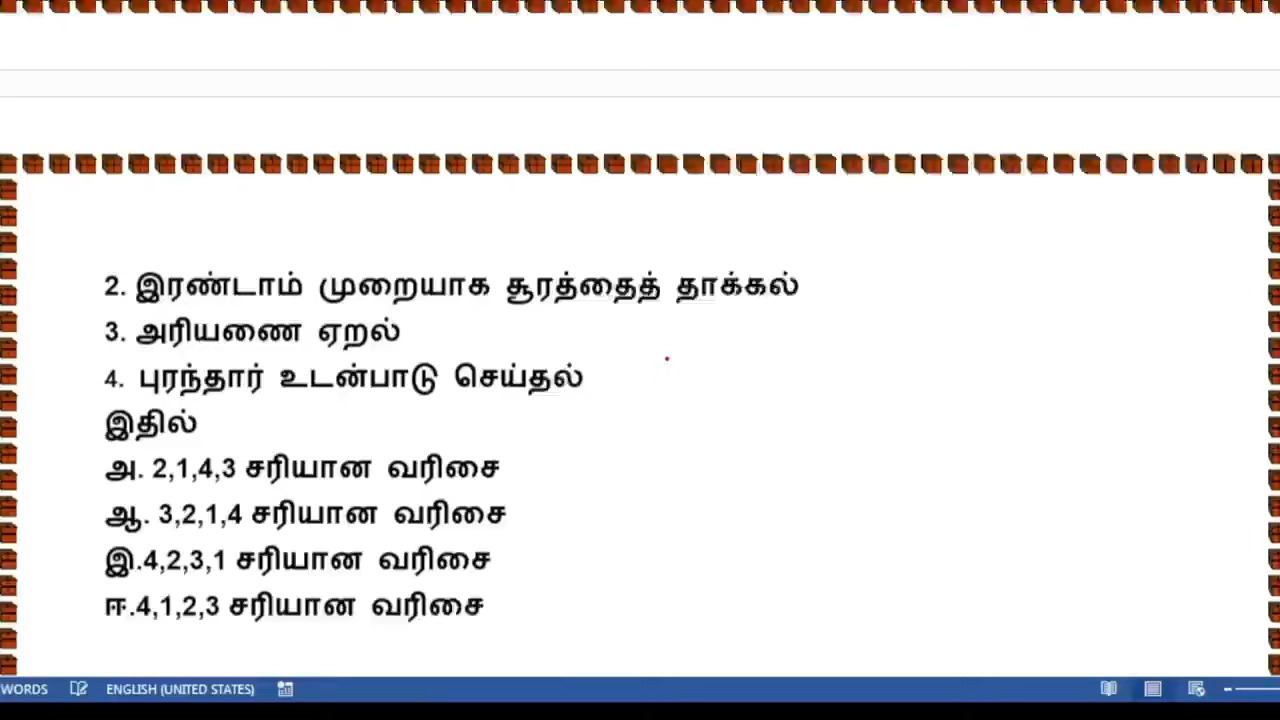 2. இரண்டாம் முறையாக சூரத்தைத் தாக்கல்
3. அரியணை ஏறல்
4. புரந்தார் உடன்பாடு செய்தல்
இதில்
அ. 2,1,4,3 சரியான வரிசை
ஆ. 3,2,1,4 சரியான வரிசை
இ.4,2,3,1 சரியான வரிசை
ஈ.4,1,2,3 சரியான வரிசை
WORDS ENGLISH (UNITED STATES)